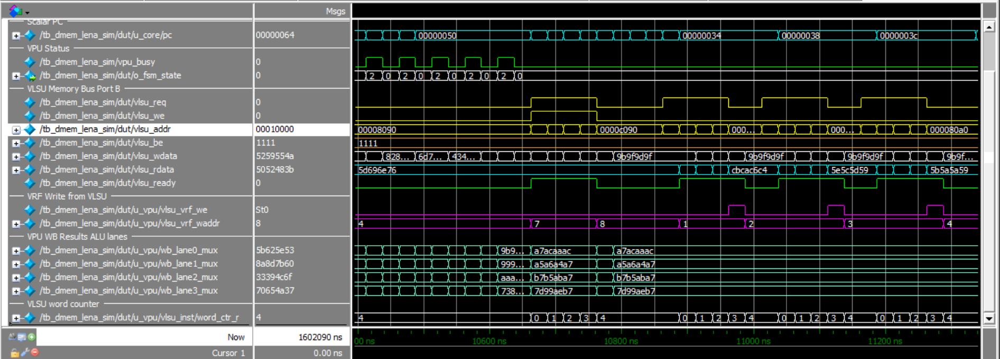 Msgs
Scalar PC
/tb_dmem_lena_sim/dut/u_core/pc 00000064 00000050 00000034 00000038 0000003c
VPU Status
/tb_dmem_lena_sim/vpu_busy 0
/tb_dmem_lena_sim/dut/o_fsm_state 0 2 0 2 0 2 0 2 0 2 0
VLSU Memory Bus Port B
/tb_dmem_lena_sim/dut/vlsu_req 0
/tb_dmem_lena_sim/dut/vlsu_we 0
/tb_dmem_lena_sim/dut/vlsu_addr 00010000 00008090 0000c090 000... 000... 000080a0
/tb_dmem_lena_sim/dut/vlsu_be 1111 1111
/tb_dmem_lena_sim/dut/vlsu_wdata 5259554a 828... 6d7... 434... 9b9f9d9f 9b9f9d9f 9b9f9d9f 9b9f...
/tb_dmem_lena_sim/dut/vlsu_rdata 5052483b 5d696e76 cbcac6c4 5e5c5d59 5b5a5a59
/tb_dmem_lena_sim/dut/vlsu_ready 0
VRF Write from VLSU
/tb_dmem_lena_sim/dut/u_vpu/vlsu_vrf_we St0
/tb_dmem_lena_sim/dut/u_vpu/vlsu_vrf_waddr 8 4 7 8 1 2 3 4
VPU WB Results ALU lanes
/tb_dmem_lena_sim/dut/u_vpu/wb_lane0_mux 5b625e53 9b9... a7acaaac a7acaaac
/tb_dmem_lena_sim/dut/u_vpu/wb_lane1_mux 8a8d7b60 999... a5a6a4a7 a5a6a4a7
/tb_dmem_lena_sim/dut/u_vpu/wb_lane2_mux 33394c6f aaa... b7b5aba7 b7b5aba7
/tb_dmem_lena_sim/dut/u_vpu/wb_lane3_mux 70654a37 738... 7d99aeb7 7d99aeb7
VLSU word counter
/tb_dmem_lena_sim/dut/u_vpu/vlsu_inst/word_ctr_r 4 4 0 1 2 3 4 0 1 2 3 4 0 1 2 3 4 0 1 2 3 4
Now 1602090 ns 00 ns 10600 ns 10800 ns 11000 ns 11200 ns
Cursor 1 0.00 ns